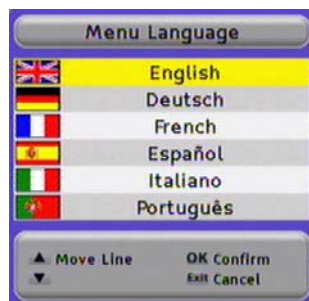 Menu Language
English
Deutsch
French
Español
Italiano
Português
▲ Move Line OK Confirm
▼ Exit Cancel